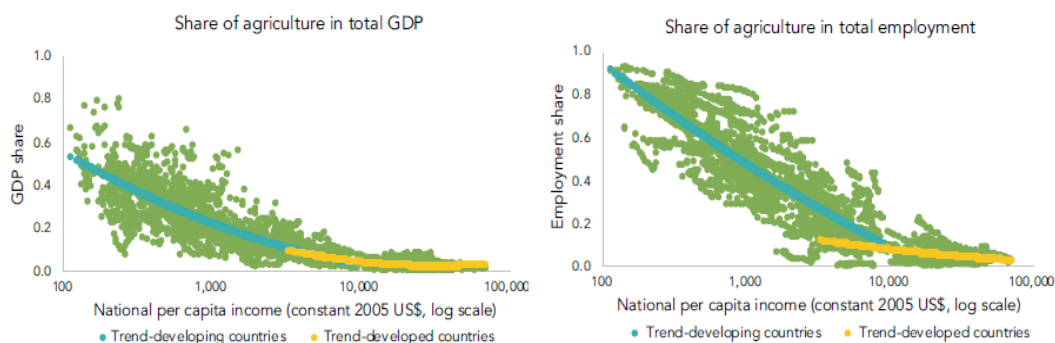 Share of agriculture in total GDP
GDP share
1.0
0.8
0.6
0.4
0.2
0.0
100
1,000
10,000
100,000
National per capita income (constant 2005 US$, log scale)
Trend-developing countries
Trend-developed countries
Share of agriculture in total employment
Employment share
1.0
0.8
0.6
0.4
0.2
0.0
100
1,000
10,000
100,000
National per capita income (constant 2005 US$, log scale)
Trend-developing countries
Trend-developed countries